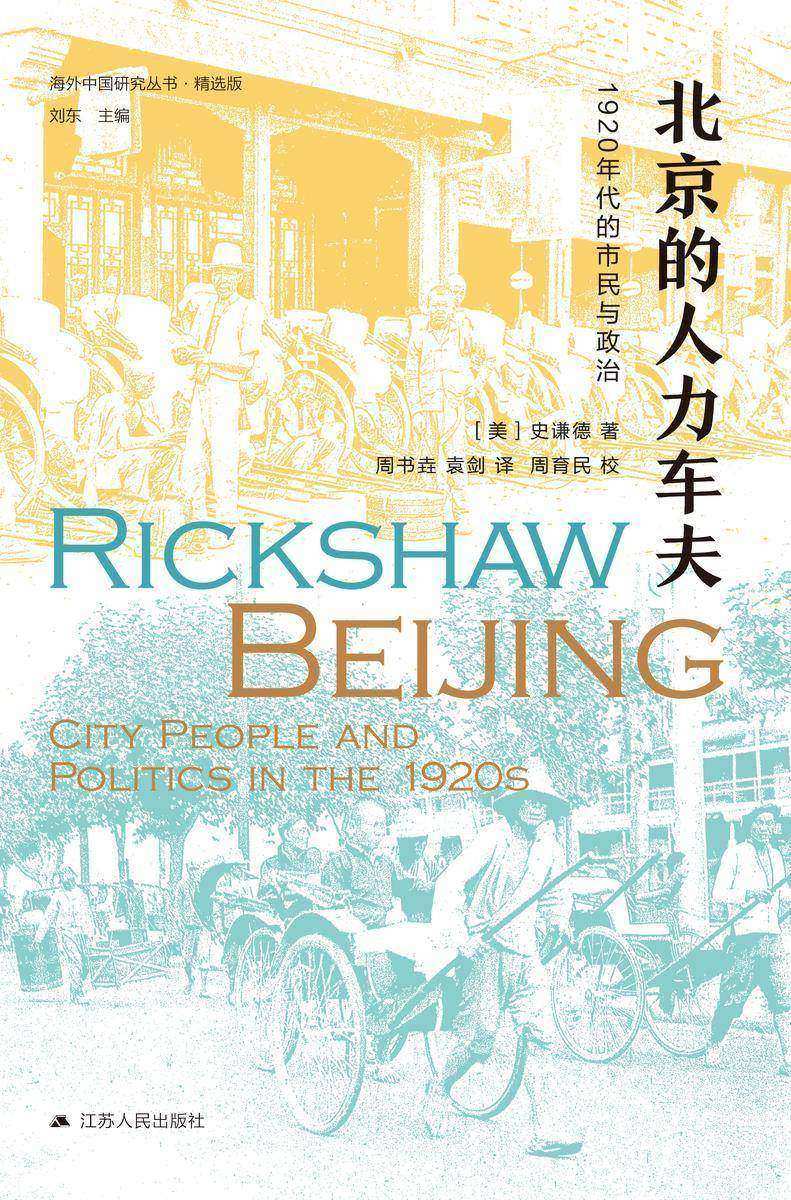 海外中国研究丛书·精选版
刘东 主编
北京的人力车夫
1920年代的市民与政治
[美]史谦德 著
周书垚 袁剑 译 周育民 校
RICKSHAW
BEIJING
CITY PEOPLE AND
POLITICS IN THE 1920S
江苏人民出版社